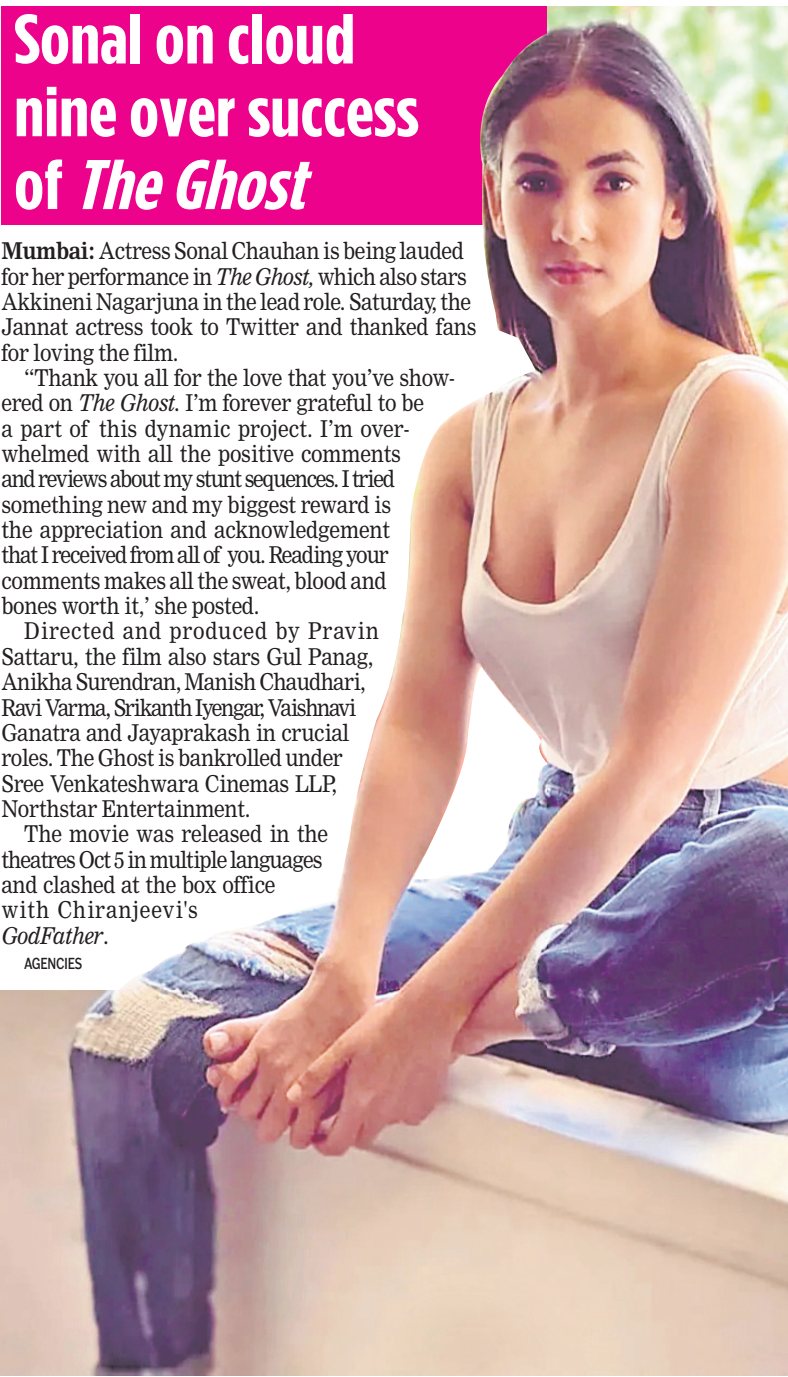 Sonal on cloud
nine over success
of The Ghost
Mumbai: Actress Sonal Chauhan is being lauded
for her performance in The Ghost, which also stars
Akkineni Nagarjuna in the lead role. Saturday, the
Jannat actress took to Twitter and thanked fans
for loving the film.
“Thank you all for the love that you’ve show-
ered on The Ghost. I’m forever grateful to be
a part of this dynamic project. I’m over-
whelmed with all the positive comments
and reviews about my stunt sequences. I tried
something new and my biggest reward is
the appreciation and acknowledgement
that I received from all of you. Reading your
comments makes all the sweat, blood and
bones worth it,’ she posted.
Directed and produced by Pravin
Sattaru, the film also stars Gul Panag,
Anikha Surendran, Manish Chaudhari,
Ravi Varma, Srikanth Iyengar, Vaishnavi
Ganatra and Jayaprakash in crucial
roles. The Ghost is bankrolled under
Sree Venkateshwara Cinemas LLP,
Northstar Entertainment.
The movie was released in the
theatres Oct 5 in multiple languages
and clashed at the box office
with Chiranjeevi's
GodFather.
AGENCIES